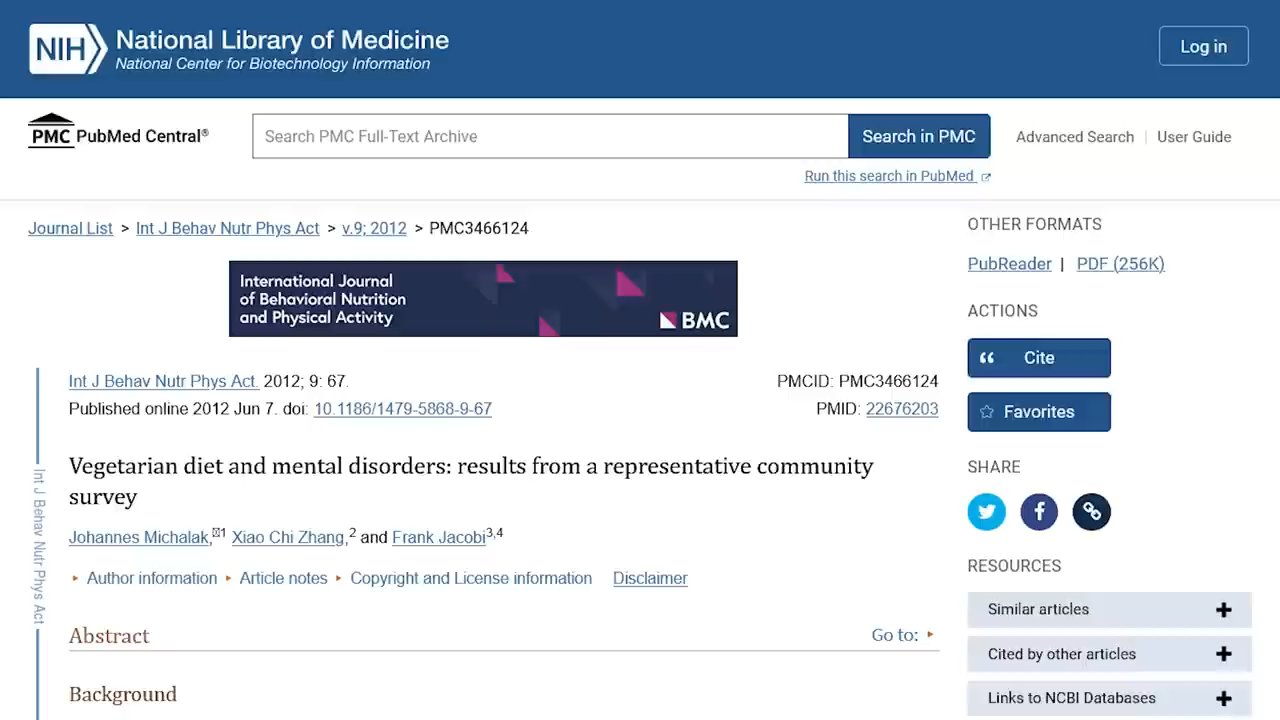 NIH National Library of Medicine
National Center for Biotechnology Information
Log in
PMC PubMed Central®
Search PMC Full-Text Archive
Search in PMC
Advanced Search
User Guide
Run this search in PubMed
Journal List > Int J Behav Nutr Phys Act > v.9; 2012 > PMC3466124
International Journal
of Behavioral Nutrition
and Physical Activity
BMC
Int J Behav Nutr Phys Act
Int J Behav Nutr Phys Act. 2012; 9: 67.
PMCID: PMC3466124
Published online 2012 Jun 7. doi: 10.1186/1479-5868-9-67
PMID: 22676203
Vegetarian diet and mental disorders: results from a representative community
survey
Johannes Michalak,✉1 Xiao Chi Zhang,2 and Frank Jacobi3,4
Author information
Article notes
Copyright and License information
Disclaimer
Abstract
Go to:
Background
OTHER FORMATS
PubReader | PDF (256K)
ACTIONS
Cite
Favorites
SHARE
RESOURCES
Similar articles
Cited by other articles
Links to NCBI Databases